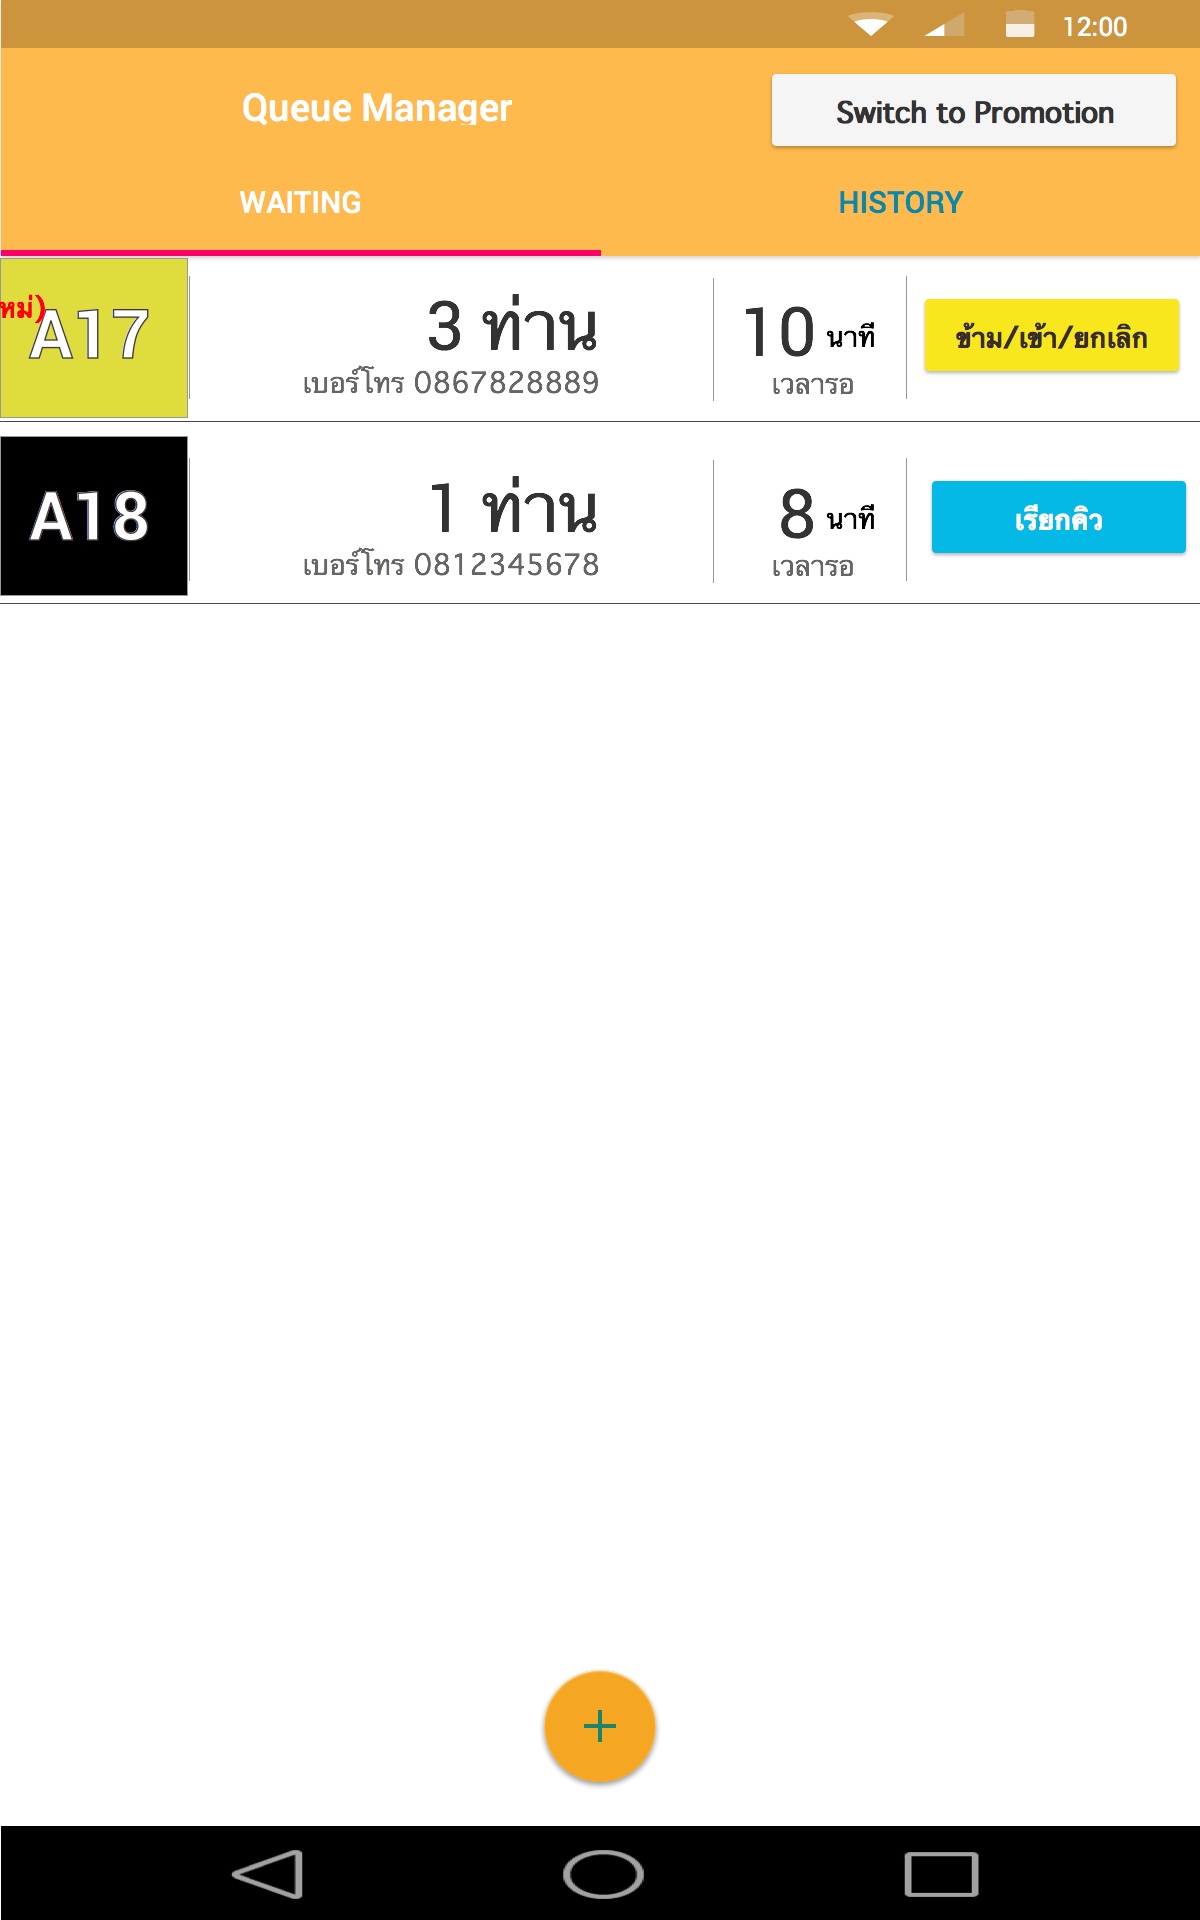 12:00
Queue Manager
Switch to Promotion
WAITING
HISTORY
หม่)
A17
3 ท่าน
เบอร์โทร 0867828889
10 นาที
เวลารอ
ข้าม/เข้า/ยกเลิก
A18
1 ท่าน
เบอร์โทร 0812345678
8 นาที
เวลารอ
เรียกคิว